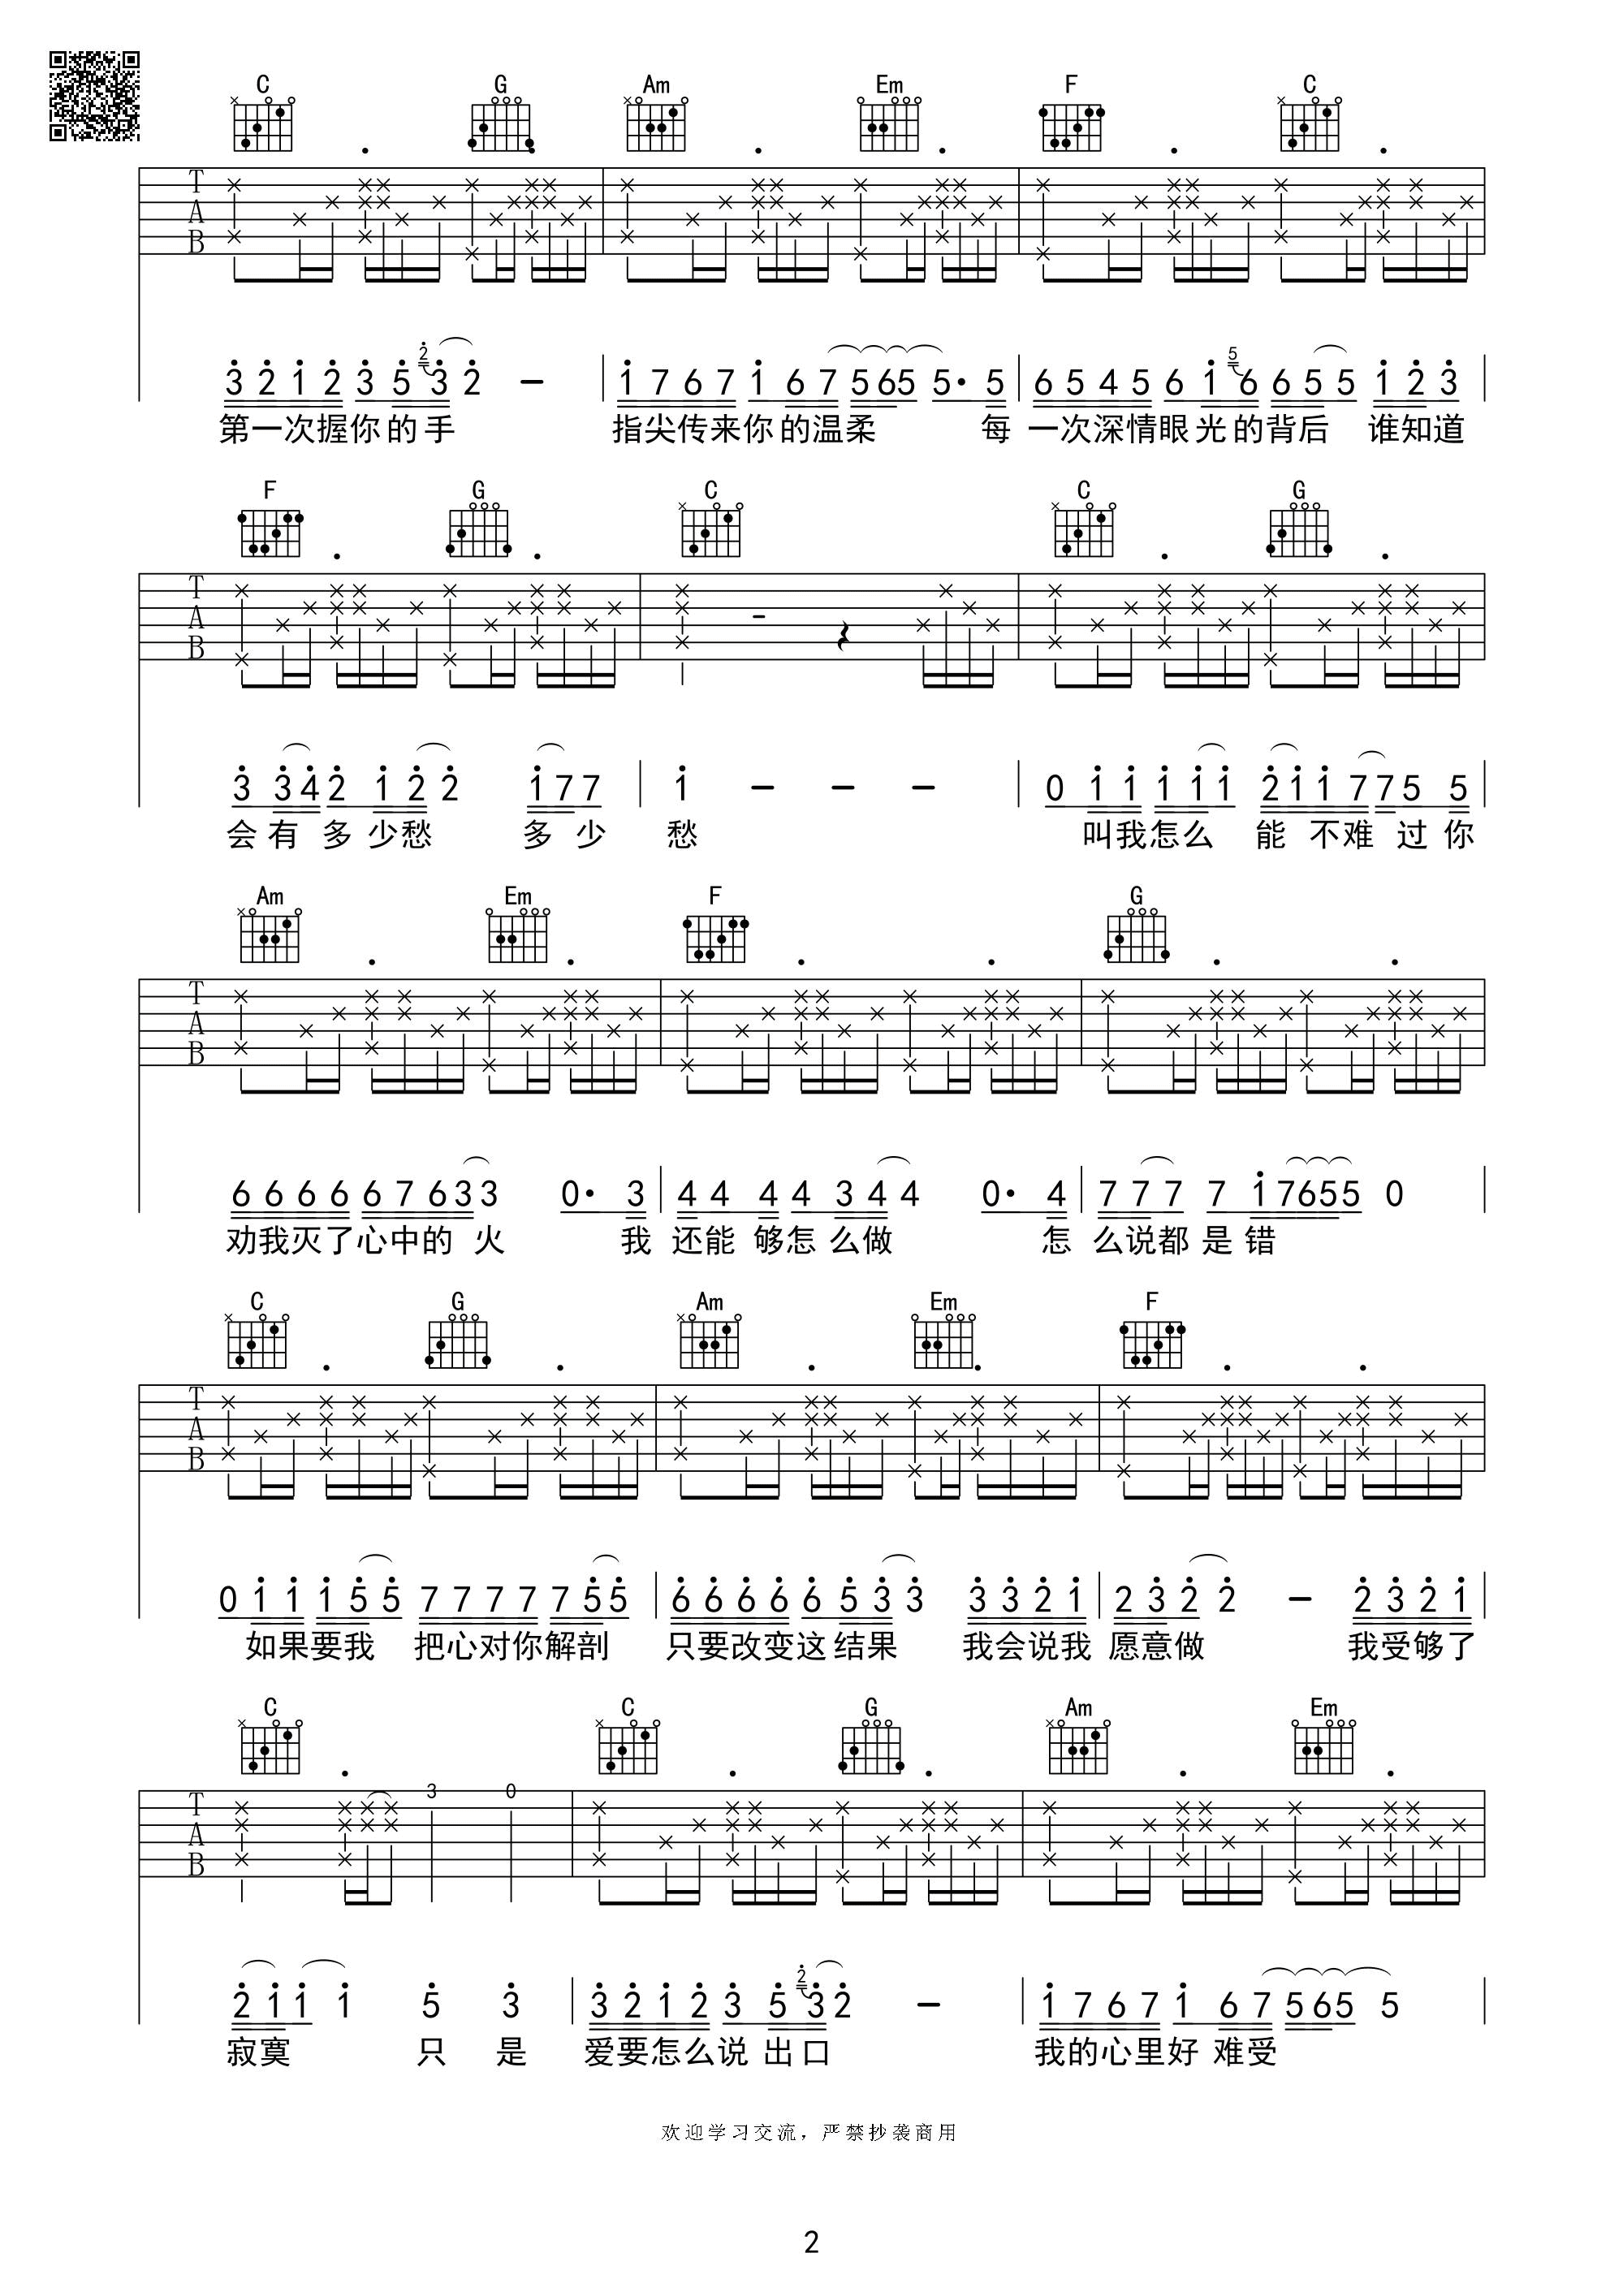 C G Am Em F C
T A B
3 2 1 2 3 5 2 3 2 – 1 7 6 7 1 6 7 5 6 5 5· 5 6 5 4 5 6 1 5 6 6 5 5 1 2 3
第一次握你的手 指尖传来你的温柔 每 一次深情眼光的背后 谁知道
F G C C G
T A B
3 3 4 2 1 2 2 1 7 7 1 – – – 0 1 1 1 1 1 2 1 1 7 7 5 5
会有多少愁 多少 愁 叫我怎么 能不难过你
Am Em F G
T A B
6 6 6 6 6 7 6 3 3 0· 3 4 4 4 4 3 4 4 0· 4 7 7 7 7 1 7 6 5 5 0
劝我灭了心中的火 我 还能够怎么做 怎 么说都是错
C G Am Em F
T A B
0 1 1 1 5 5 7 7 7 7 7 5 5 6 6 6 6 6 5 3 3 3 3 2 1 2 3 2 2 – 2 3 2 1
如果要我 把心对你解剖 只要改变这结果 我会说我 愿意做 我受够了
C C G Am Em
T A B 3 0
2 1 1 1 5 3 3 2 1 2 3 5 2 3 2 – 1 7 6 7 1 6 7 5 6 5 5
寂寞 只是 爱要怎么说出口 我的心里好难受
欢迎学习交流，严禁抄袭商用
2